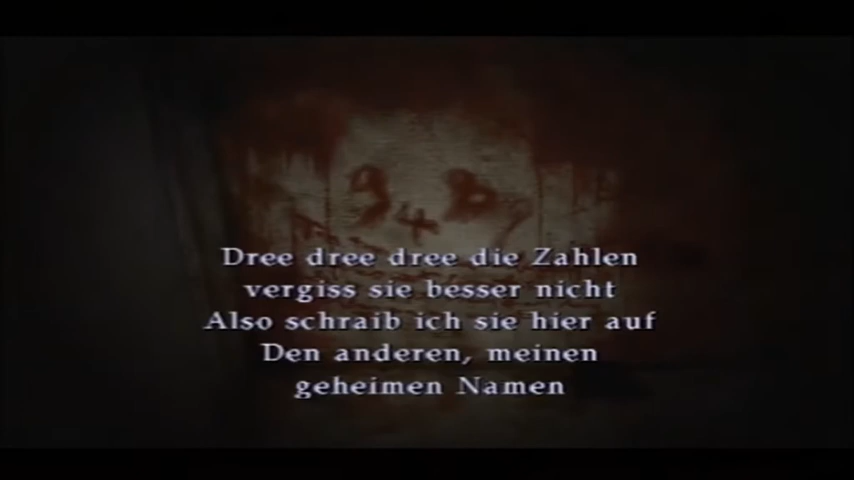 Dree dree dree die Zahlen
vergiss sie besser nicht
Also schraib ich sie hier auf
Den anderen, meinen
geheimen Namen